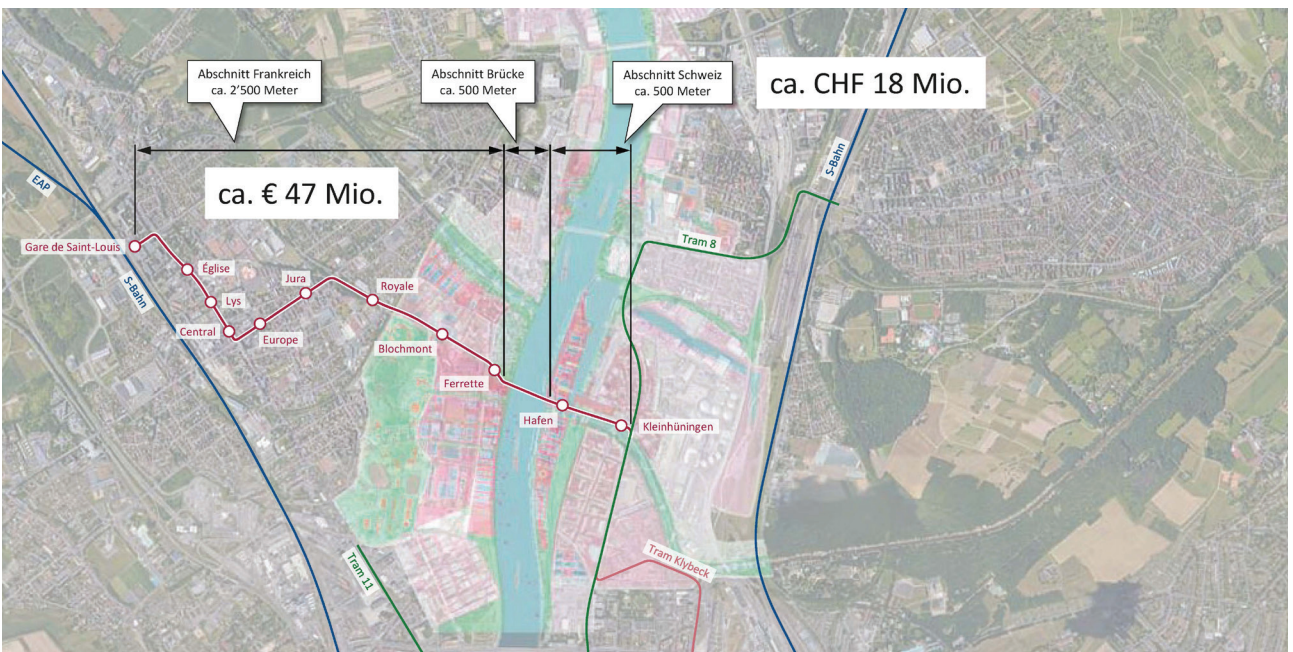 Abschnitt Frankreich
ca. 2'500 Meter
Abschnitt Brücke
ca. 500 Meter
Abschnitt Schweiz
ca. 500 Meter
ca. CHF 18 Mio.
ca. € 47 Mio.
S-Bahn
EAP
Gare de Saint-Louis
Église
Lys
Central
Europe
Jura
Royale
Blochmont
Ferrette
Hafen
Kleinhüningen
Tram 8
S-Bahn
Tram 11
Tram Klybeck